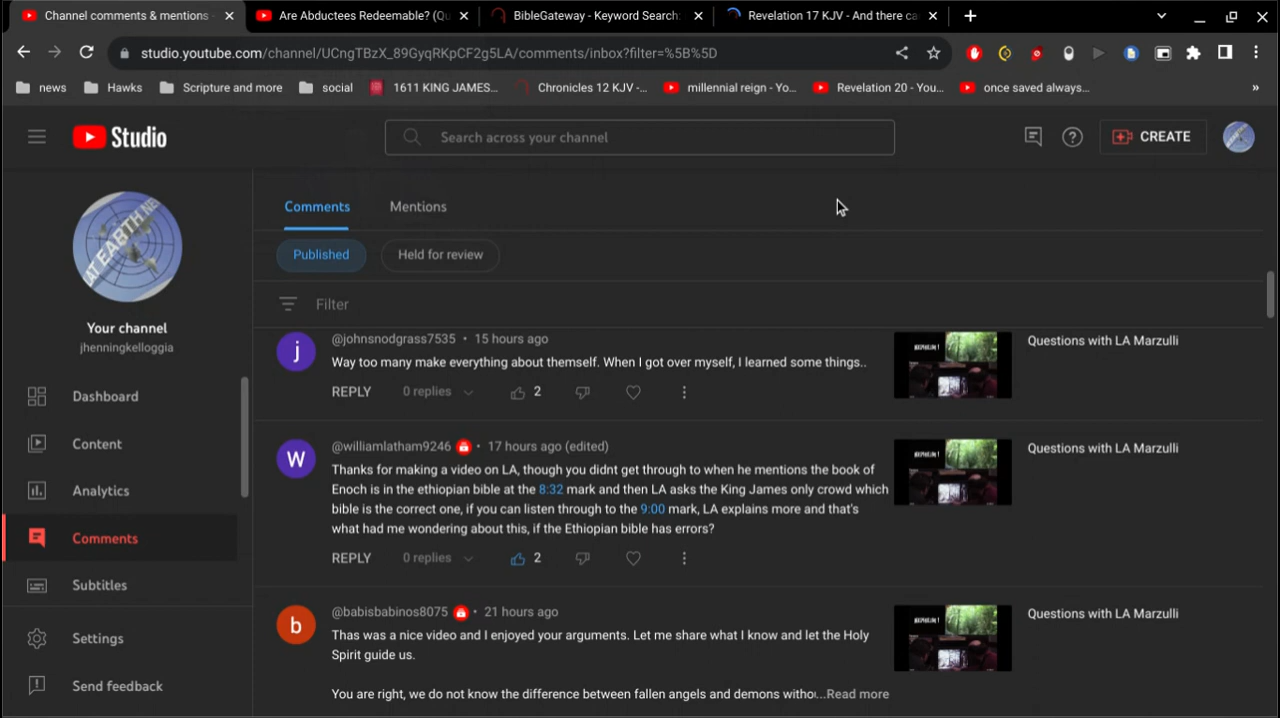 Channel comments & mentions
Are Abductees Redeemable? (Qu
BibleGateway - Keyword Search:
Revelation 17 KJV - And there ca
studio.youtube.com/channel/UCngTBzX_89GyqRKpCF2g5LA/comments/inbox?filter=%5B%5D
news
Hawks
Scripture and more
social
1611 KING JAMES...
Chronicles 12 KJV -...
millennial reign - Yo...
Revelation 20 - You...
once saved always...
»
Studio
Search across your channel
CREATE
LAT EARTH.NE
Your channel
jhenningkelloggia
Dashboard
Content
Analytics
Comments
Subtitles
Settings
Send feedback
Comments
Mentions
Published
Held for review
Filter
j
@johnsnodgrass7535 • 15 hours ago
Way too many make everything about themself. When I got over myself, I learned some things..
REPLY 0 replies 2
Questions with LA Marzulli
W
@williamlatham9246 • 17 hours ago (edited)
Thanks for making a video on LA, though you didnt get through to when he mentions the book of
Enoch is in the ethiopian bible at the 8:32 mark and then LA asks the King James only crowd which
bible is the correct one, if you can listen through to the 9:00 mark, LA explains more and that's
what had me wondering about this, if the Ethiopian bible has errors?
REPLY 0 replies 2
Questions with LA Marzulli
b
@babisbabinos8075 • 21 hours ago
Thas was a nice video and I enjoyed your arguments. Let me share what I know and let the Holy
Spirit guide us.
You are right, we do not know the difference between fallen angels and demons witho...Read more
Questions with LA Marzulli